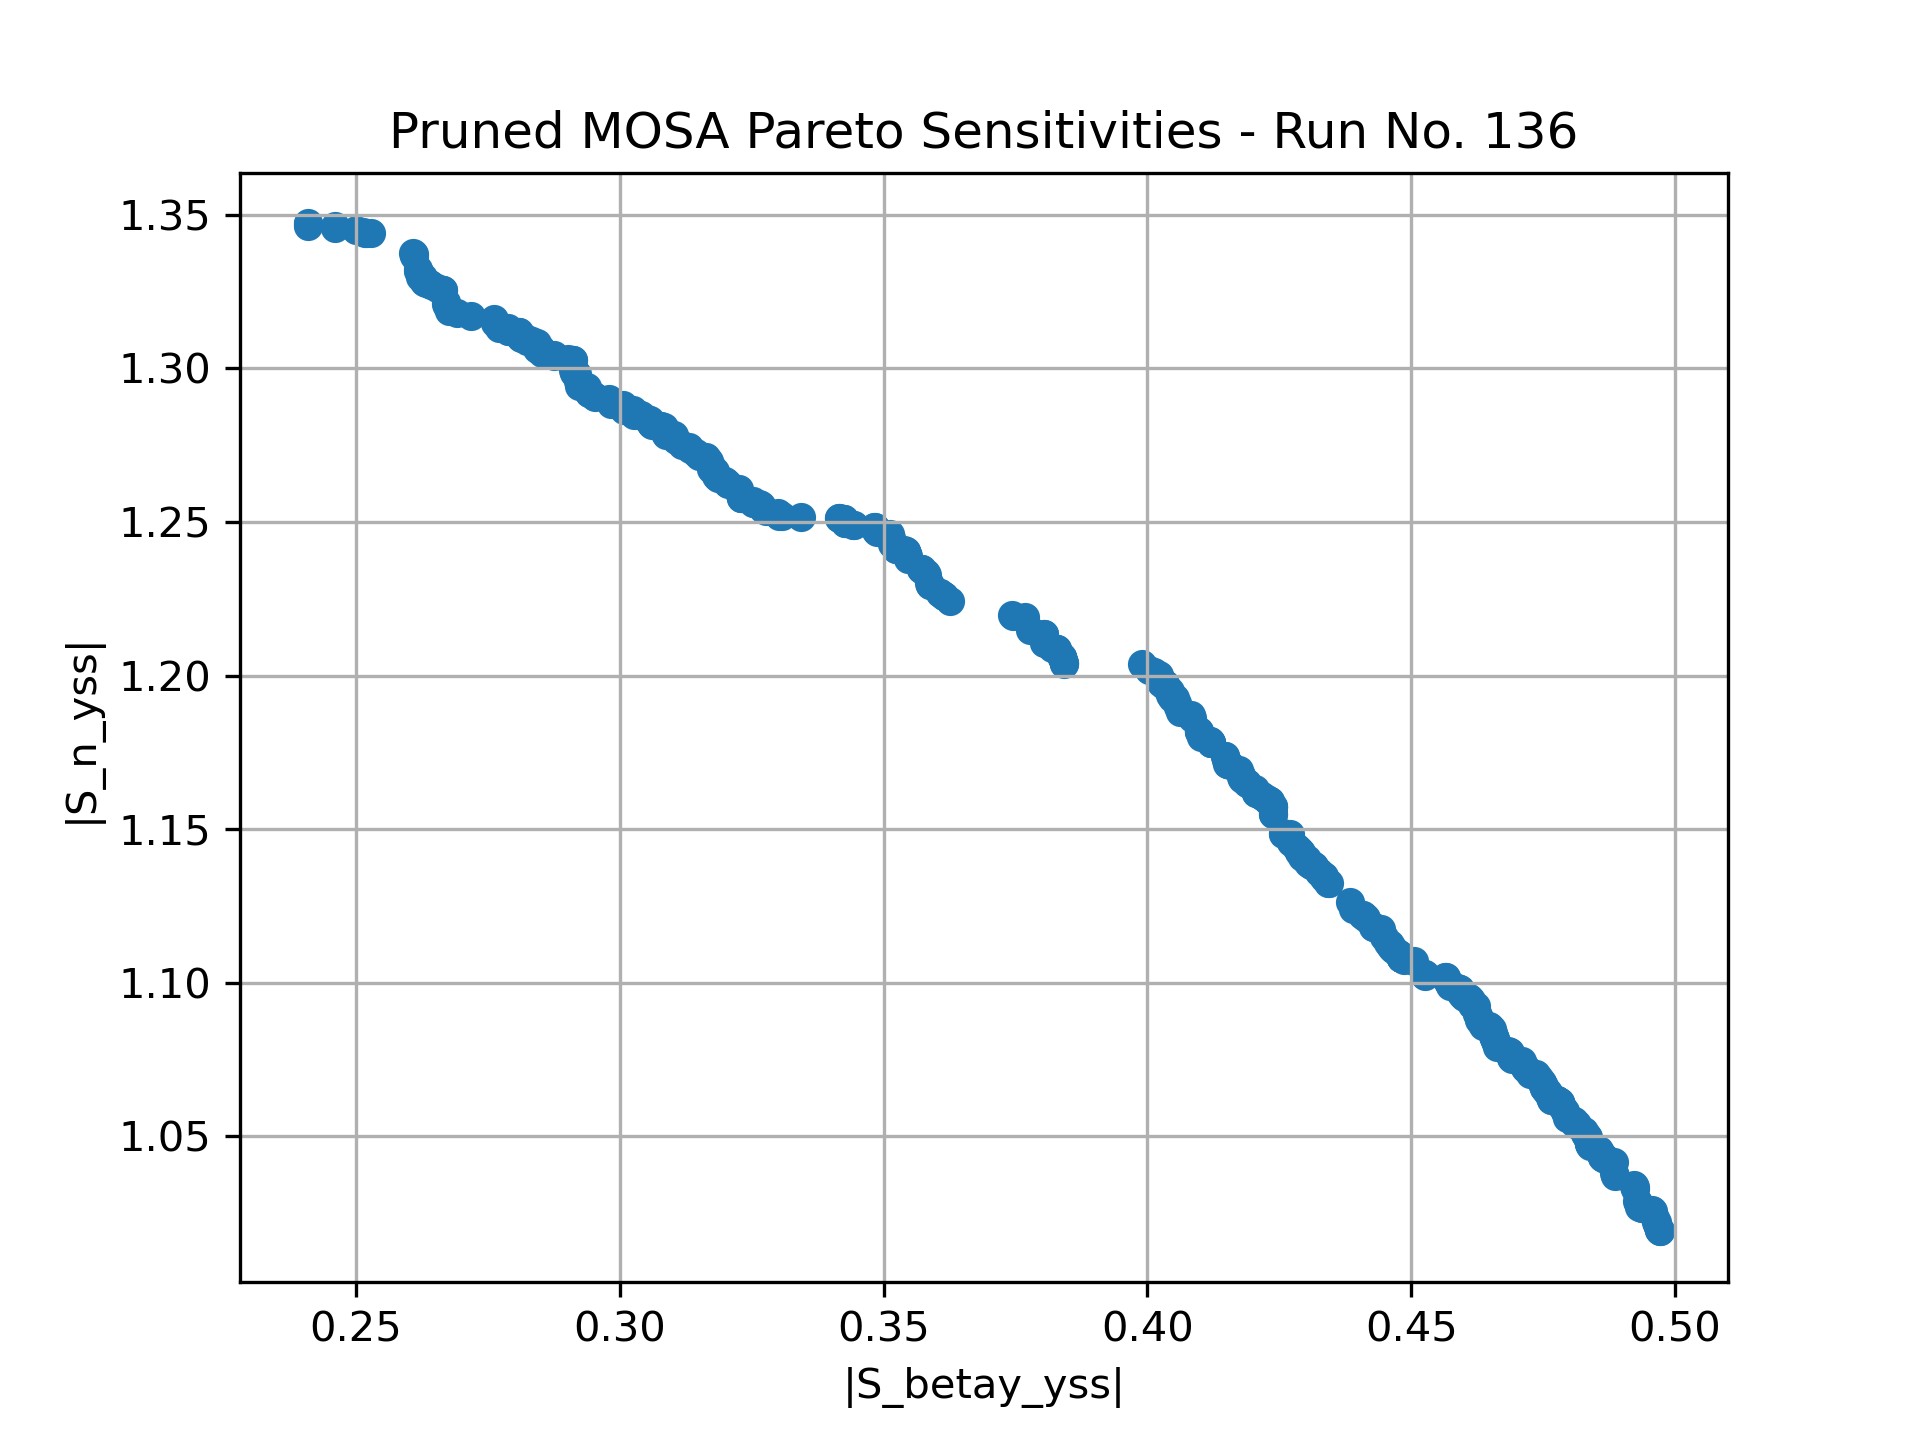 Pruned MOSA Pareto Sensitivities - Run No. 136
1.35
1.30
1.25
1.20
1.15
1.10
1.05
|S_n_yss|
0.25 0.30 0.35 0.40 0.45 0.50
|S_betay_yss|